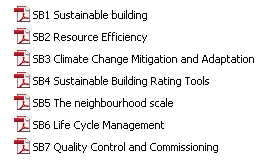 SB1 Sustainable building
SB2 Resource Efficiency
SB3 Climate Change Mitigation and Adaptation
SB4 Sustainable Building Rating Tools
SB5 The neighbourhood scale
SB6 Life Cycle Management
SB7 Quality Control and Commissioning